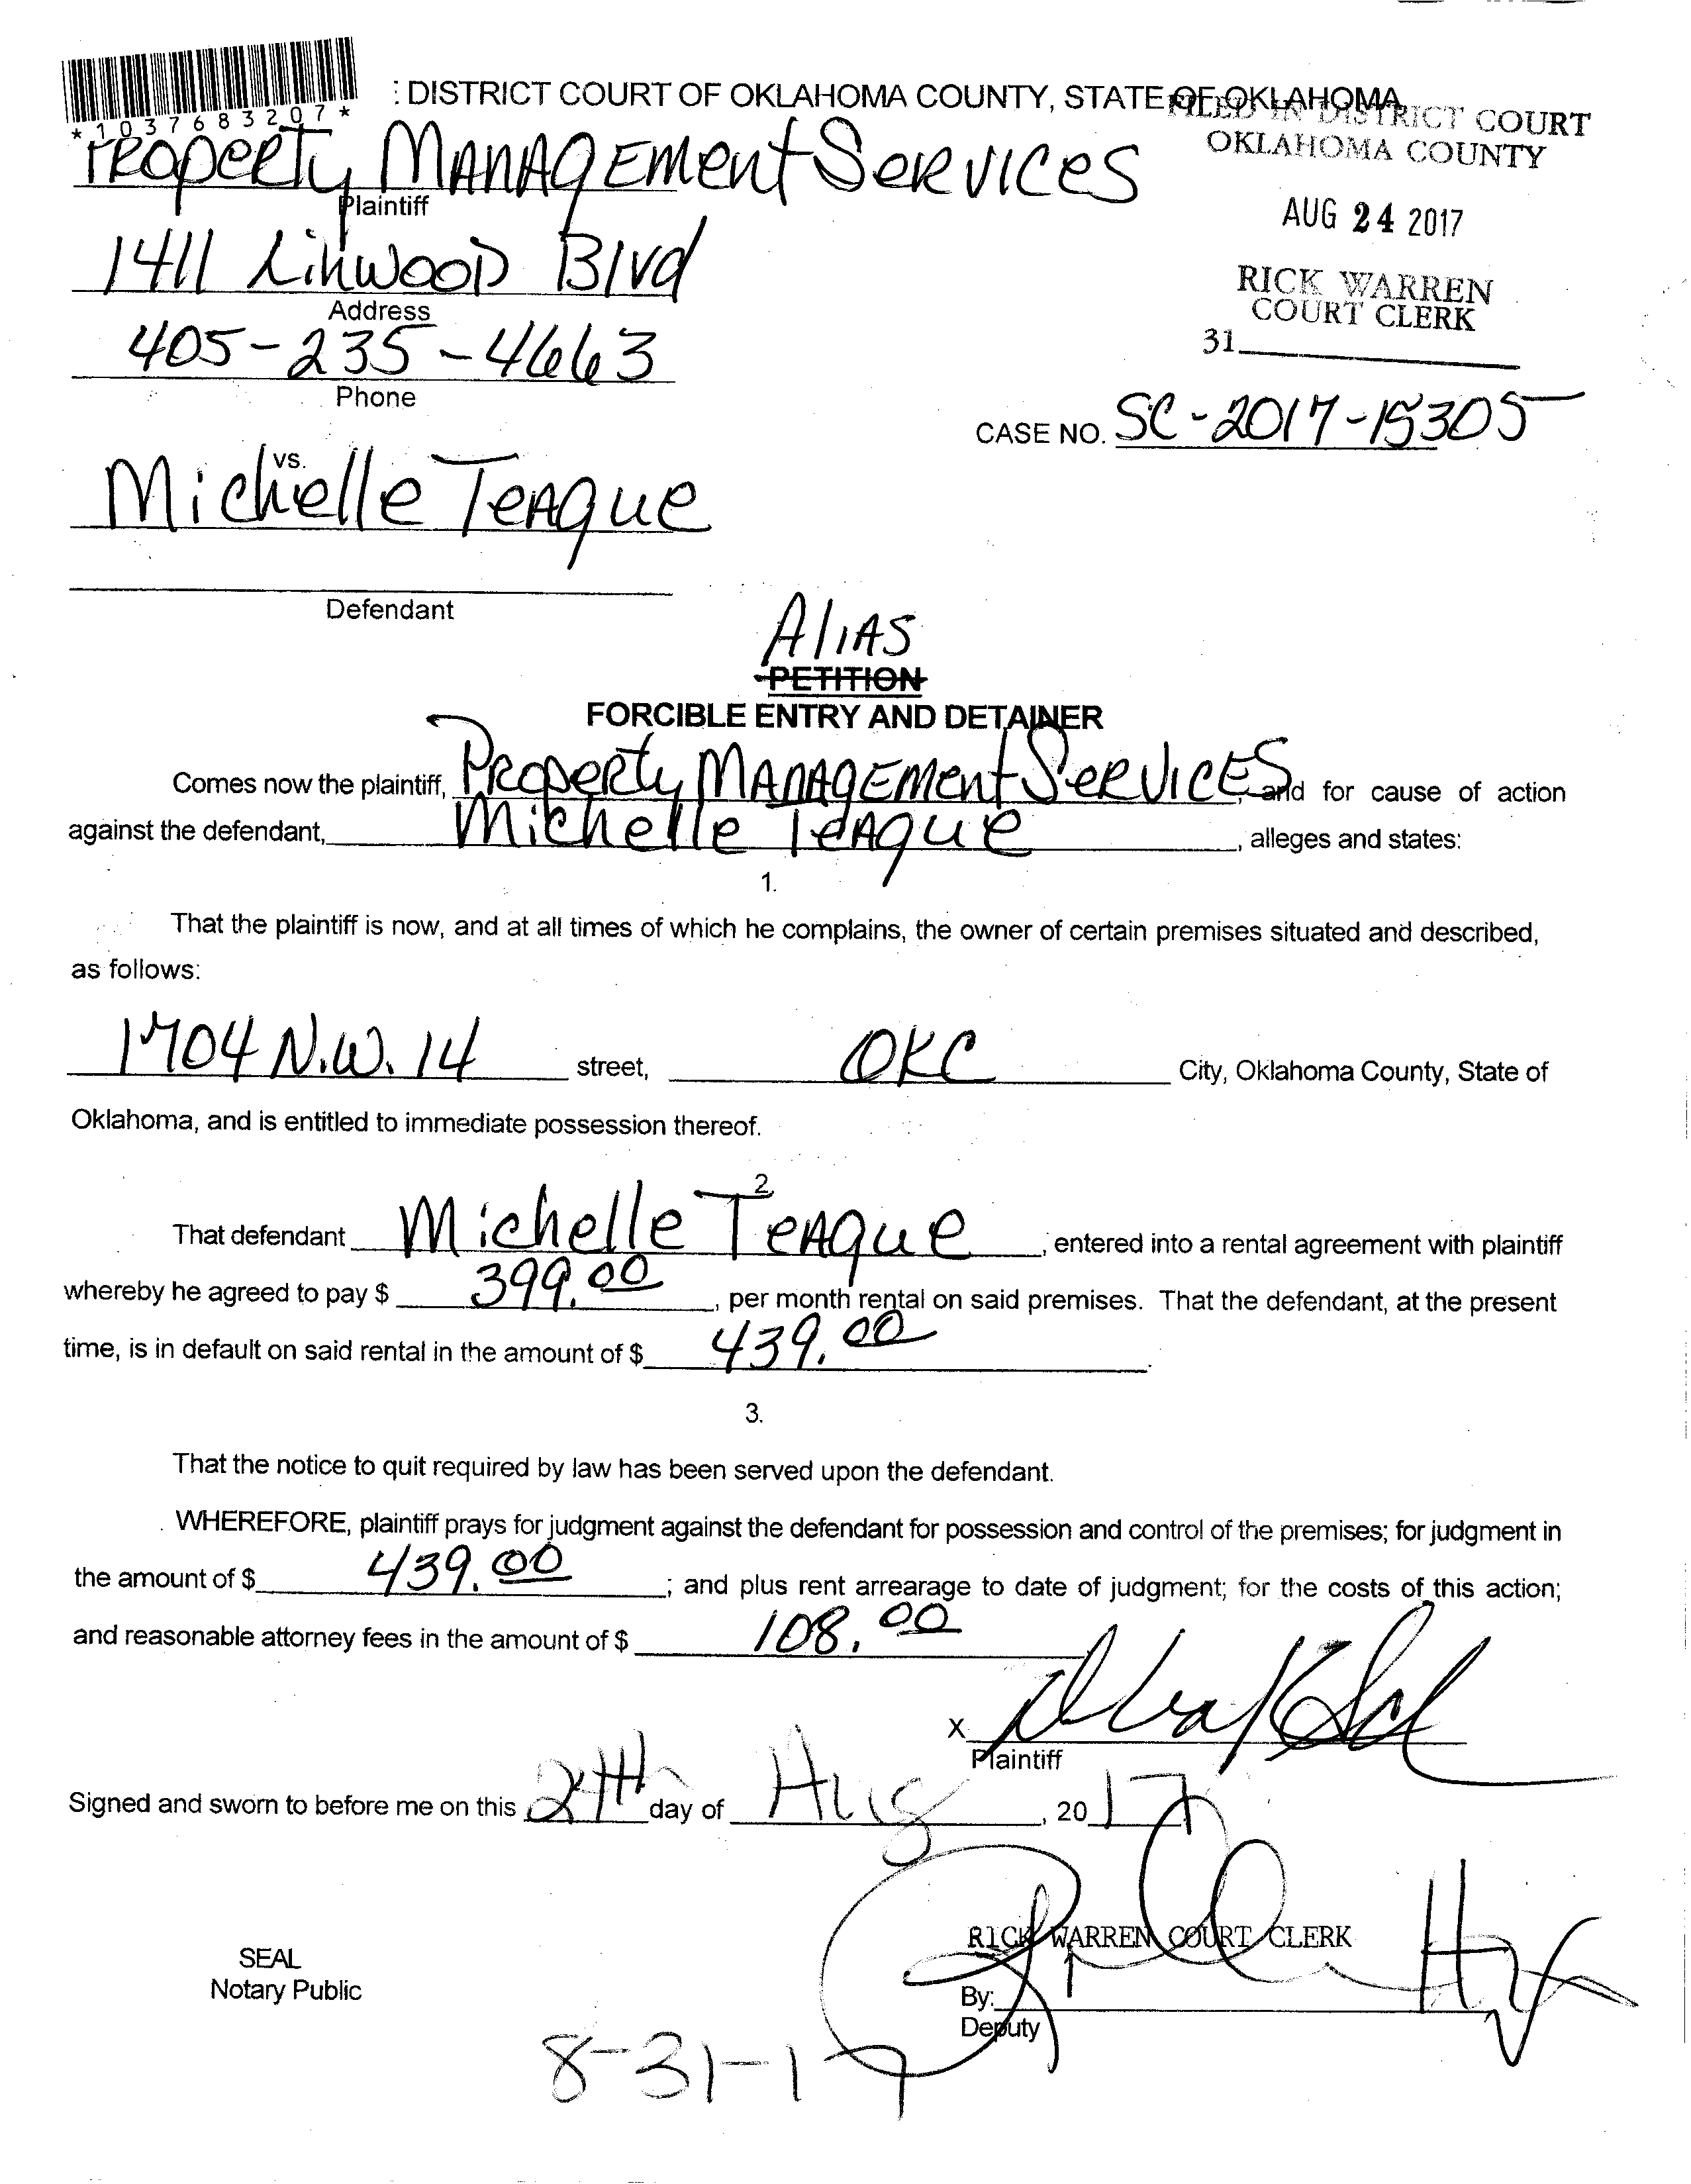 *1037683207*
: DISTRICT COURT OF OKLAHOMA COUNTY, STATE OF OKLAHOMA
FILED IN DISTRICT COURT
OKLAHOMA COUNTY
Property Management Services
Plaintiff
AUG 24 2017
1411 Linwood Blvd
Address
RICK WARREN
COURT CLERK
405-235-4663
Phone
31
CASE NO. SC-2017-15305
vs.
Michelle Teague
Defendant
Alias
PETITION
FORCIBLE ENTRY AND DETAINER
Comes now the plaintiff, Property Management Services, and for cause of action
against the defendant, Michelle Teague, alleges and states:
1.
That the plaintiff is now, and at all times of which he complains, the owner of certain premises situated and described,
as follows:
1704 N.W. 14 street, OKC City, Oklahoma County, State of
Oklahoma, and is entitled to immediate possession thereof.
2.
That defendant Michelle Teague, entered into a rental agreement with plaintiff
whereby he agreed to pay $ 399.00, per month rental on said premises. That the defendant, at the present
time, is in default on said rental in the amount of $ 439.00.
3.
That the notice to quit required by law has been served upon the defendant.
WHEREFORE, plaintiff prays for judgment against the defendant for possession and control of the premises; for judgment in
the amount of $ 439.00; and plus rent arrearage to date of judgment; for the costs of this action;
and reasonable attorney fees in the amount of $ 108.00
X
Plaintiff
Signed and sworn to before me on this 24th day of Aug, 2017
RICK WARREN COURT CLERK
SEAL
Notary Public
By:
Deputy
8-31-17